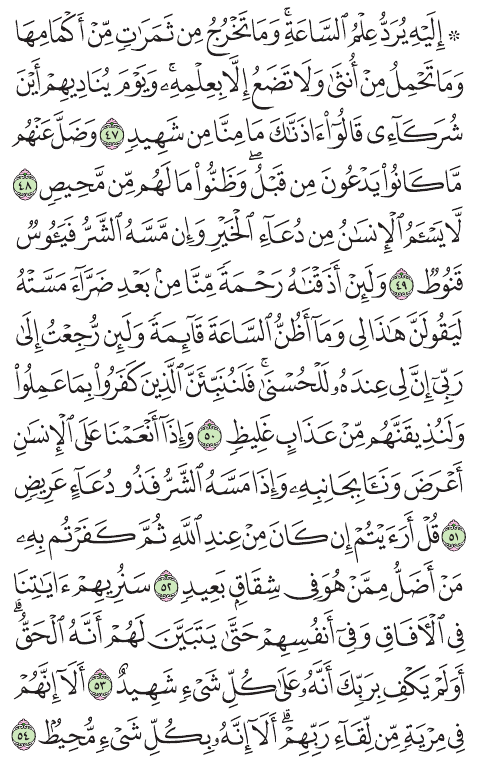 ۞ إِلَيْهِ يُرَدُّ عِلْمُ ٱلسَّاعَةِ ۚ وَمَا تَخْرُجُ مِن ثَمَرَٰتٍ مِّنْ أَكْمَامِهَا
وَمَا تَحْمِلُ مِنْ أُنثَىٰ وَلَا تَضَعُ إِلَّا بِعِلْمِهِۦ ۚ وَيَوْمَ يُنَادِيهِمْ أَيْنَ
شُرَكَآءِى قَالُوٓا۟ ءَاذَنَّٰكَ مَا مِنَّا مِن شَهِيدٍ ٤٧ وَضَلَّ عَنْهُم
مَّا كَانُوا۟ يَدْعُونَ مِن قَبْلُ ۖ وَظَنُّوا۟ مَا لَهُم مِّن مَّحِيصٍ ٤٨
لَّا يَسْـَٔمُ ٱلْإِنسَٰنُ مِن دُعَآءِ ٱلْخَيْرِ وَإِن مَّسَّهُ ٱلشَّرُّ فَيَـُٔوسٌ
قَنُوطٌ ٤٩ وَلَئِنْ أَذَقْنَٰهُ رَحْمَةً مِّنَّا مِنۢ بَعْدِ ضَرَّآءَ مَسَّتْهُ
لَيَقُولَنَّ هَٰذَا لِى وَمَآ أَظُنُّ ٱلسَّاعَةَ قَآئِمَةً وَلَئِن رُّجِعْتُ إِلَىٰ
رَبِّىٓ إِنَّ لِى عِندَهُۥ لَلْحُسْنَىٰ ۚ فَلَنُنَبِّئَنَّ ٱلَّذِينَ كَفَرُوا۟ بِمَا عَمِلُوا۟
وَلَنُذِيقَنَّهُم مِّنْ عَذَابٍ غَلِيظٍ ٥٠ وَإِذَآ أَنْعَمْنَا عَلَى ٱلْإِنسَٰنِ
أَعْرَضَ وَنَـَٔا بِجَانِبِهِۦ وَإِذَا مَسَّهُ ٱلشَّرُّ فَذُو دُعَآءٍ عَرِيضٍ
٥١ قُلْ أَرَءَيْتُمْ إِن كَانَ مِنْ عِندِ ٱللَّهِ ثُمَّ كَفَرْتُم بِهِۦ
مَنْ أَضَلُّ مِمَّنْ هُوَ فِى شِقَاقٍۭ بَعِيدٍ ٥٢ سَنُرِيهِمْ ءَايَٰتِنَا
فِى ٱلْـَٔافَاقِ وَفِىٓ أَنفُسِهِمْ حَتَّىٰ يَتَبَيَّنَ لَهُمْ أَنَّهُ ٱلْحَقُّ ۗ
أَوَلَمْ يَكْفِ بِرَبِّكَ أَنَّهُۥ عَلَىٰ كُلِّ شَىْءٍ شَهِيدٌ ٥٣ أَلَآ إِنَّهُمْ
فِى مِرْيَةٍ مِّن لِّقَآءِ رَبِّهِمْ ۗ أَلَآ إِنَّهُۥ بِكُلِّ شَىْءٍ مُّحِيطٌۢ ٥٤